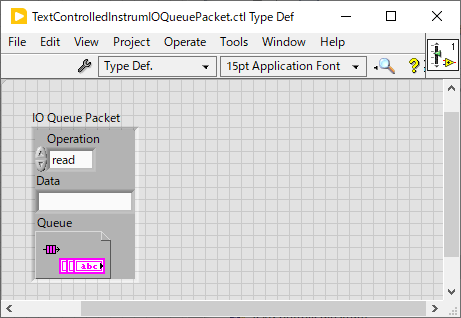 TextControlledInstrumIOQueuePacket.ctl Type Def
File Edit View Project Operate Tools Window Help
Type Def. 15pt Application Font ?
1
IO Queue Packet
Operation
read
Data
Queue
abc